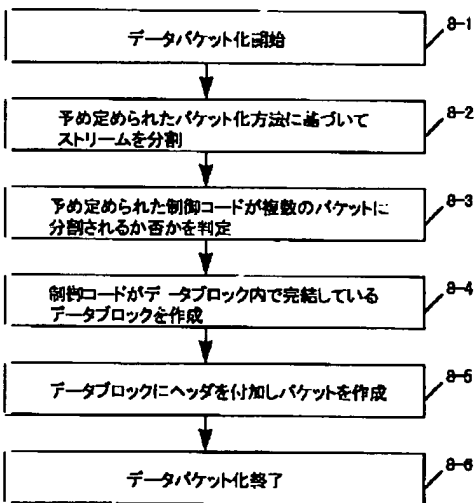 データパケット化開始
8-1
予め定められたパケット化方法に基づいて
ストリームを分割
8-2
予め定められた制御コードが複数のパケットに
分割されるか否かを判定
8-3
制御コードがデータブロック内で完結している
データブロックを作成
8-4
データブロックにヘッダを付加しパケットを作成
8-5
データパケット化終了
8-6